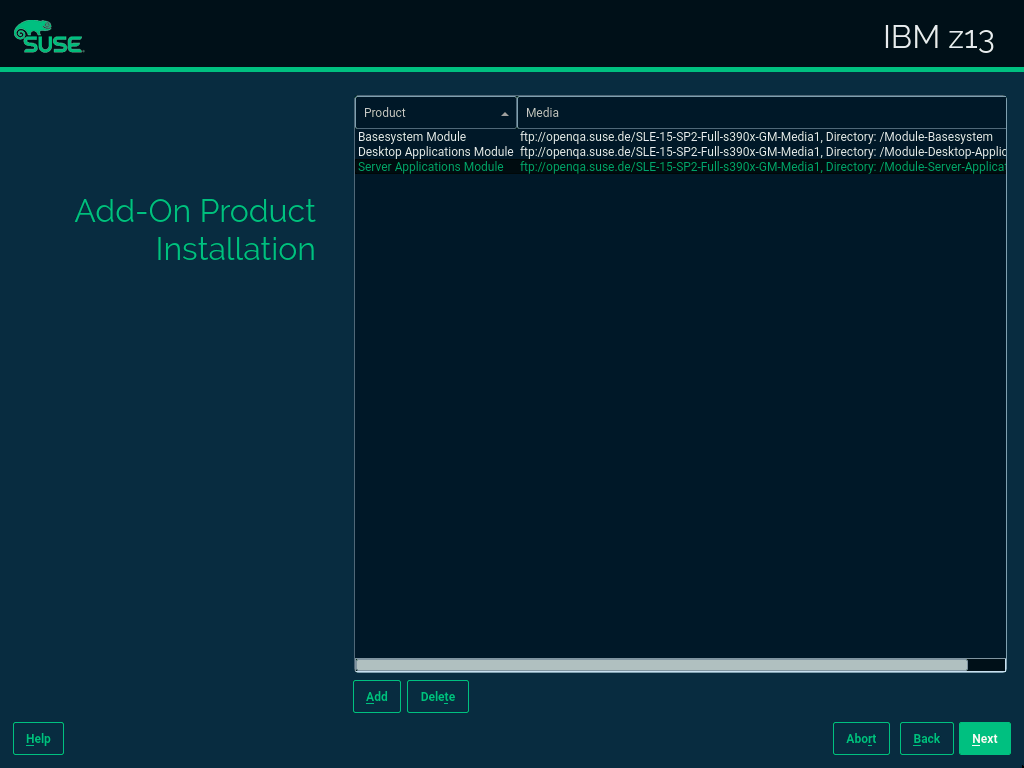 SUSE
IBM z13
Add-On Product
Installation
Product
Media
Basesystem Module
ftp://openqa.suse.de/SLE-15-SP2-Full-s390x-GM-Media1, Directory: /Module-Basesystem
Desktop Applications Module
ftp://openqa.suse.de/SLE-15-SP2-Full-s390x-GM-Media1, Directory: /Module-Desktop-Applic
Server Applications Module
ftp://openqa.suse.de/SLE-15-SP2-Full-s390x-GM-Media1, Directory: /Module-Server-Applica
Add
Delete
Help
Abort
Back
Next